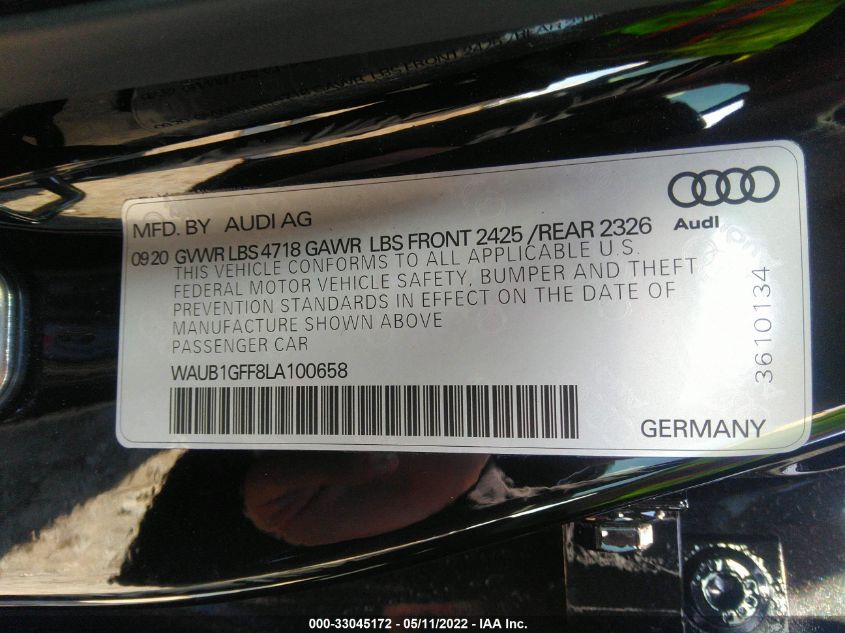 MFD. BY AUDI AG
Audi
0920 GVWR LBS 4718 GAWR LBS FRONT 2425 /REAR 2326
THIS VEHICLE CONFORMS TO ALL APPLICABLE U.S.
FEDERAL MOTOR VEHICLE SAFETY, BUMPER AND THEFT
PREVENTION STANDARDS IN EFFECT ON THE DATE OF
MANUFACTURE SHOWN ABOVE
PASSENGER CAR
WAUB1GFF8LA100658
GERMANY
3610134
000-33045172 - 05/11/2022 - IAA Inc.